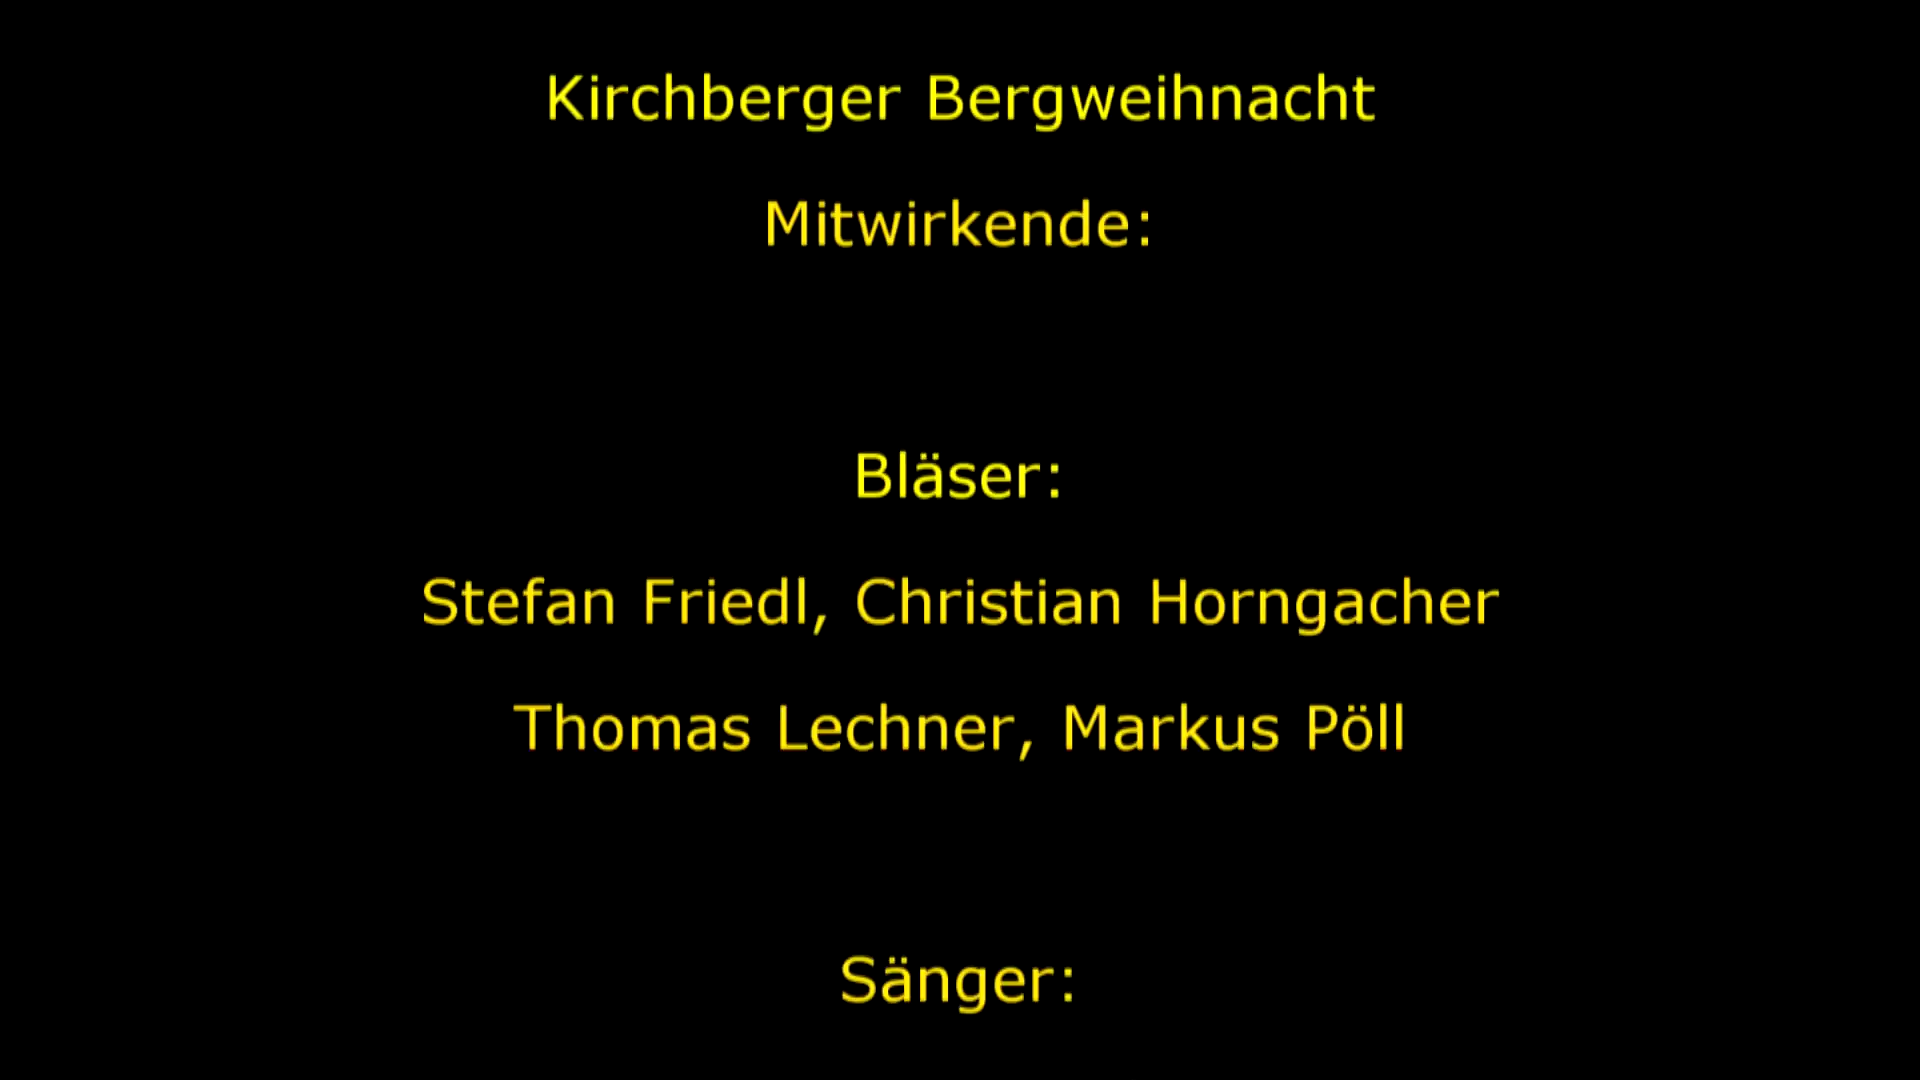 Kirchberger Bergweihnacht
Mitwirkende:
Bläser:
Stefan Friedl, Christian Horngacher
Thomas Lechner, Markus Pöll
Sänger: